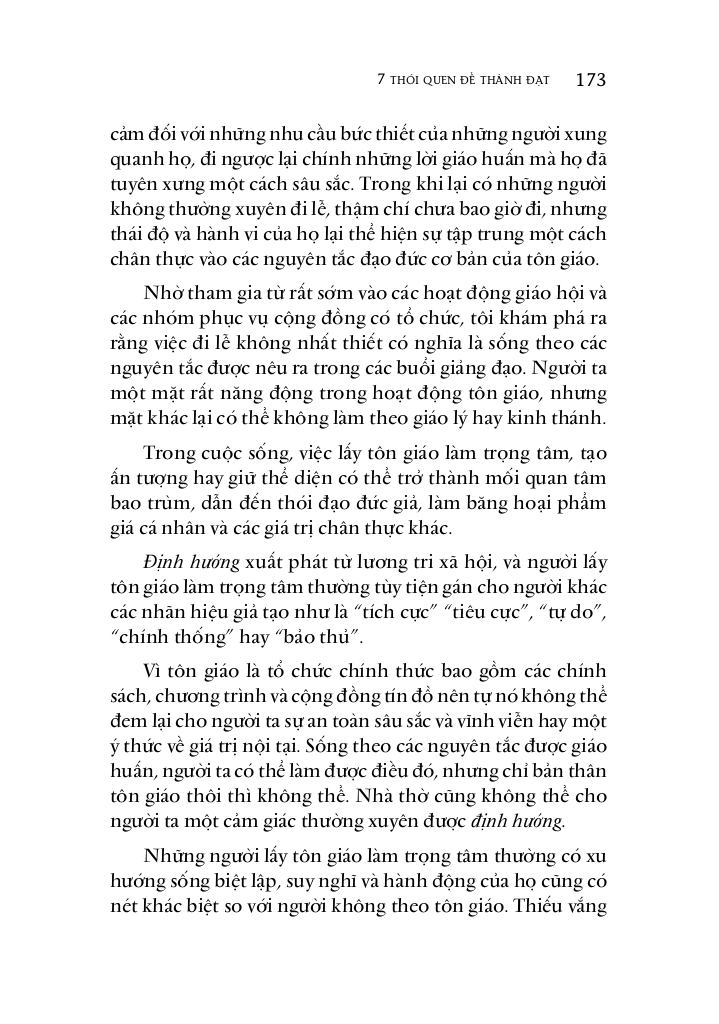 7 THÓI QUEN ĐỂ THÀNH ĐẠT 173
cảm đối với những nhu cầu bức thiết của những người xung
quanh họ, đi ngược lại chính những lời giáo huấn mà họ đã
tuyên xưng một cách sâu sắc. Trong khi lại có những người
không thường xuyên đi lễ, thậm chí chưa bao giờ đi, nhưng
thái độ và hành vi của họ lại thể hiện sự tập trung một cách
chân thực vào các nguyên tắc đạo đức cơ bản của tôn giáo.
Nhờ tham gia từ rất sớm vào các hoạt động giáo hội và
các nhóm phục vụ cộng đồng có tổ chức, tôi khám phá ra
rằng việc đi lễ không nhất thiết có nghĩa là sống theo các
nguyên tắc được nêu ra trong các buổi giảng đạo. Người ta
một mặt rất năng động trong hoạt động tôn giáo, nhưng
mặt khác lại có thể không làm theo giáo lý hay kinh thánh.
Trong cuộc sống, việc lấy tôn giáo làm trọng tâm, tạo
ấn tượng hay giữ thể diện có thể trở thành mối quan tâm
bao trùm, dẫn đến thói đạo đức giả, làm băng hoại phẩm
giá cá nhân và các giá trị chân thực khác.
Định hướng xuất phát từ lương tri xã hội, và người lấy
tôn giáo làm trọng tâm thường tùy tiện gán cho người khác
các nhãn hiệu giả tạo như là “tích cực” “tiêu cực”, “tự do”,
“chính thống” hay “bảo thủ”.
Vì tôn giáo là tổ chức chính thức bao gồm các chính
sách, chương trình và cộng đồng tín đồ nên tự nó không thể
đem lại cho người ta sự an toàn sâu sắc và vĩnh viễn hay một
ý thức về giá trị nội tại. Sống theo các nguyên tắc được giáo
huấn, người ta có thể làm được điều đó, nhưng chỉ bản thân
tôn giáo thôi thì không thể. Nhà thờ cũng không thể cho
người ta một cảm giác thường xuyên được định hướng.
Những người lấy tôn giáo làm trọng tâm thường có xu
hướng sống biệt lập, suy nghĩ và hành động của họ cũng có
nét khác biệt so với người không theo tôn giáo. Thiếu vắng